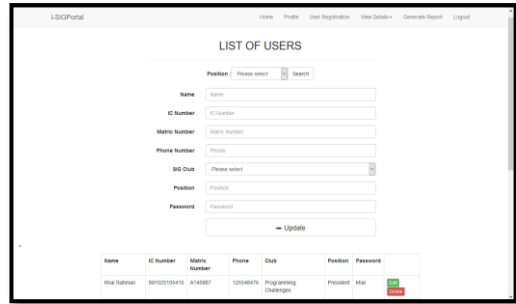 i-SIGPortal
Home Profile User Registration View Details Generate Report Logout
LIST OF USERS
Position : Please select Search
Name Name
IC Number IC Number
Matric Number Matric Number
Phone Number Phone
SIG Club Please select
Position Position
Password Password
Update
Name IC Number Matric Number Phone Club Position Password
Khai Rahman A145867 Programming Challenges President khai Edit
Delete